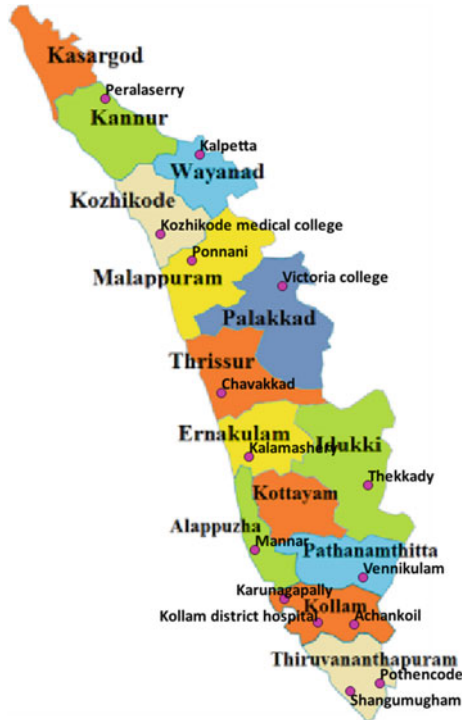 Kasargod
Peralaserry
Kannur
Kalpetta
Wayanad
Kozhikode
Kozhikode medical college
Ponnani
Malappuram
Victoria college
Palakkad
Thrissur
Chavakkad
Ernakulam
Idukki
Kalamashery
Thekkady
Kottayam
Alappuzha
Mannar
Pathanamthitta
Vennikulam
Karunagapally
Kollam
Kollam district hospital
Achankoil
Thiruvananthapuram
Pothencode
Shangumugham